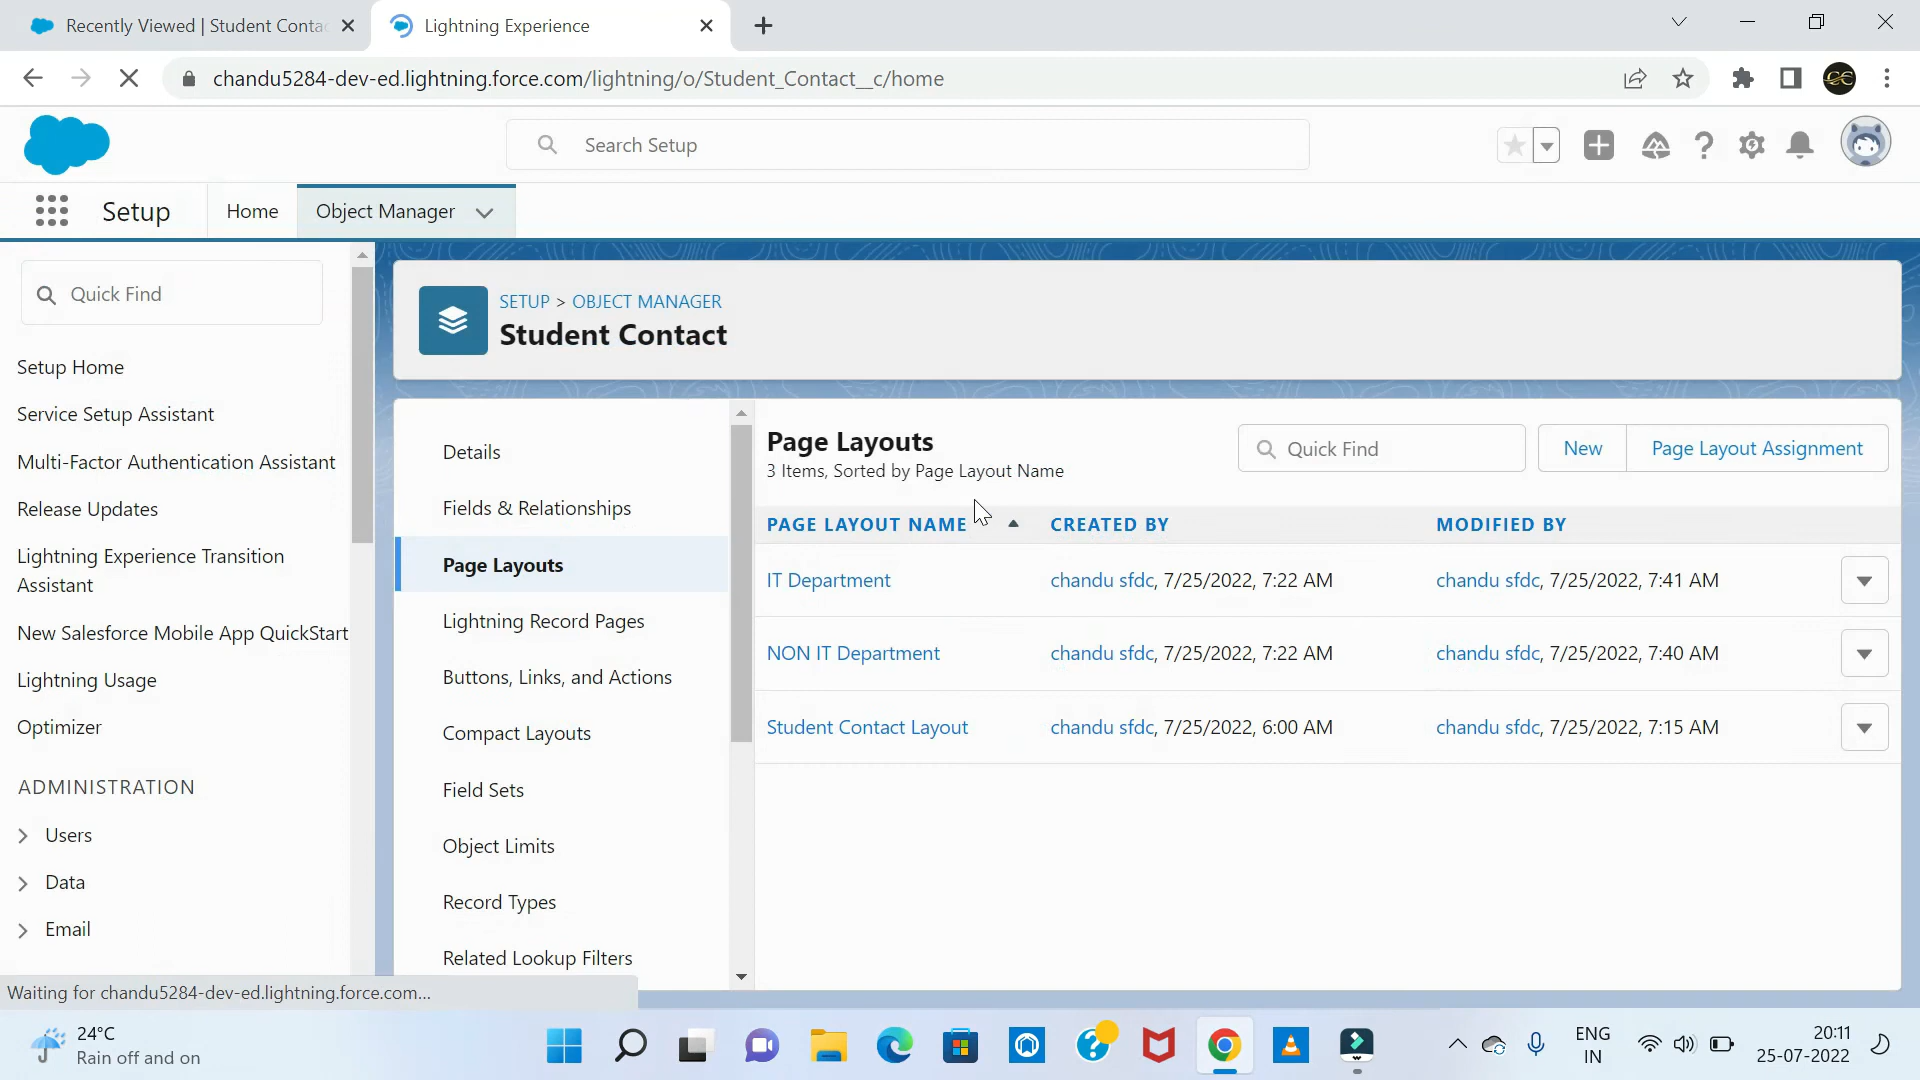 Recently Viewed | Student Conta
Lightning Experience
chandu5284-dev-ed.lightning.force.com/lightning/o/Student_Contact__c/home
Search Setup
Setup
Home
Object Manager
Quick Find
Setup Home
Service Setup Assistant
Multi-Factor Authentication Assistant
Release Updates
Lightning Experience Transition
Assistant
New Salesforce Mobile App QuickStart
Lightning Usage
Optimizer
ADMINISTRATION
Users
Data
Email
SETUP > OBJECT MANAGER
Student Contact
Details
Fields & Relationships
Page Layouts
Lightning Record Pages
Buttons, Links, and Actions
Compact Layouts
Field Sets
Object Limits
Record Types
Related Lookup Filters
Page Layouts
3 Items, Sorted by Page Layout Name
Quick Find
New
Page Layout Assignment
PAGE LAYOUT NAME CREATED BY MODIFIED BY
IT Department chandu sfdc, 7/25/2022, 7:22 AM chandu sfdc, 7/25/2022, 7:41 AM
NON IT Department chandu sfdc, 7/25/2022, 7:22 AM chandu sfdc, 7/25/2022, 7:40 AM
Student Contact Layout chandu sfdc, 7/25/2022, 6:00 AM chandu sfdc, 7/25/2022, 7:15 AM
Waiting for chandu5284-dev-ed.lightning.force.com...
24°C
Rain off and on
ENG
IN
20:11
25-07-2022